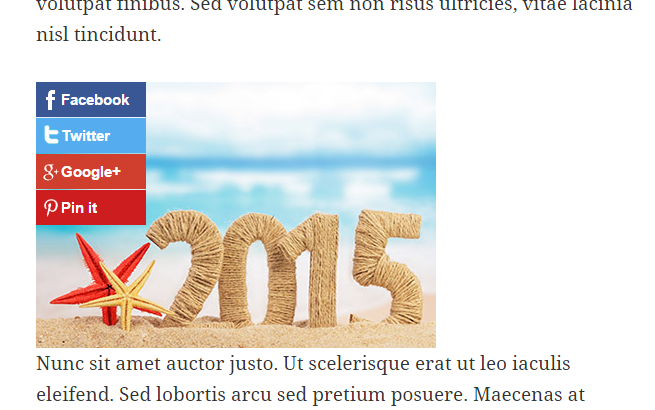 volutpat finibus. Sed volutpat sem non risus ultricies, vitae lacinia
nisl tincidunt.
Facebook
Twitter
Google+
Pin it
2015
Nunc sit amet auctor justo. Ut scelerisque erat ut leo iaculis
eleifend. Sed lobortis arcu sed pretium posuere. Maecenas at